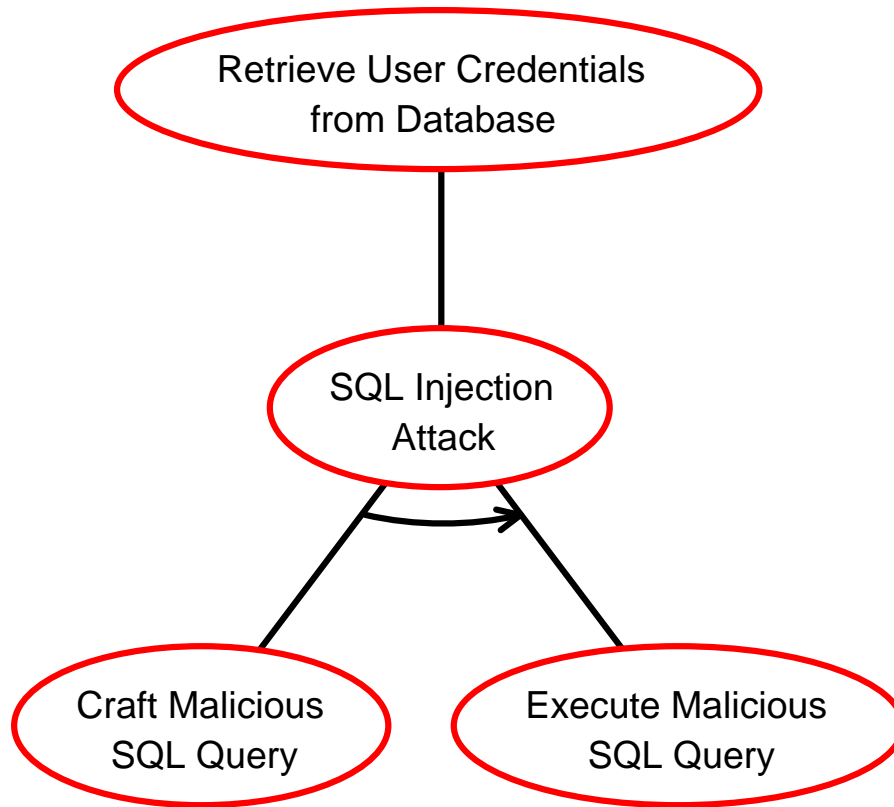 Retrieve User Credentials
from Database
SQL Injection
Attack
Craft Malicious
SQL Query
Execute Malicious
SQL Query